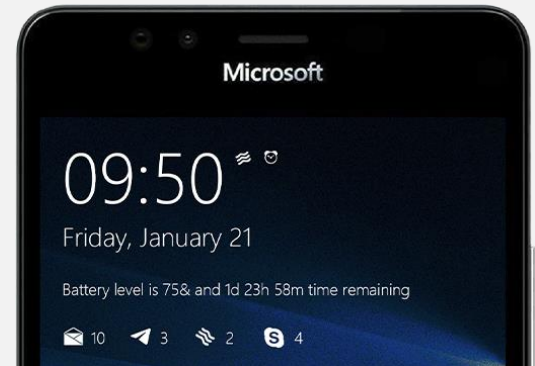 Microsoft
09:50
Friday, January 21
Battery level is 75& and 1d 23h 58m time remaining
10 3 2 4